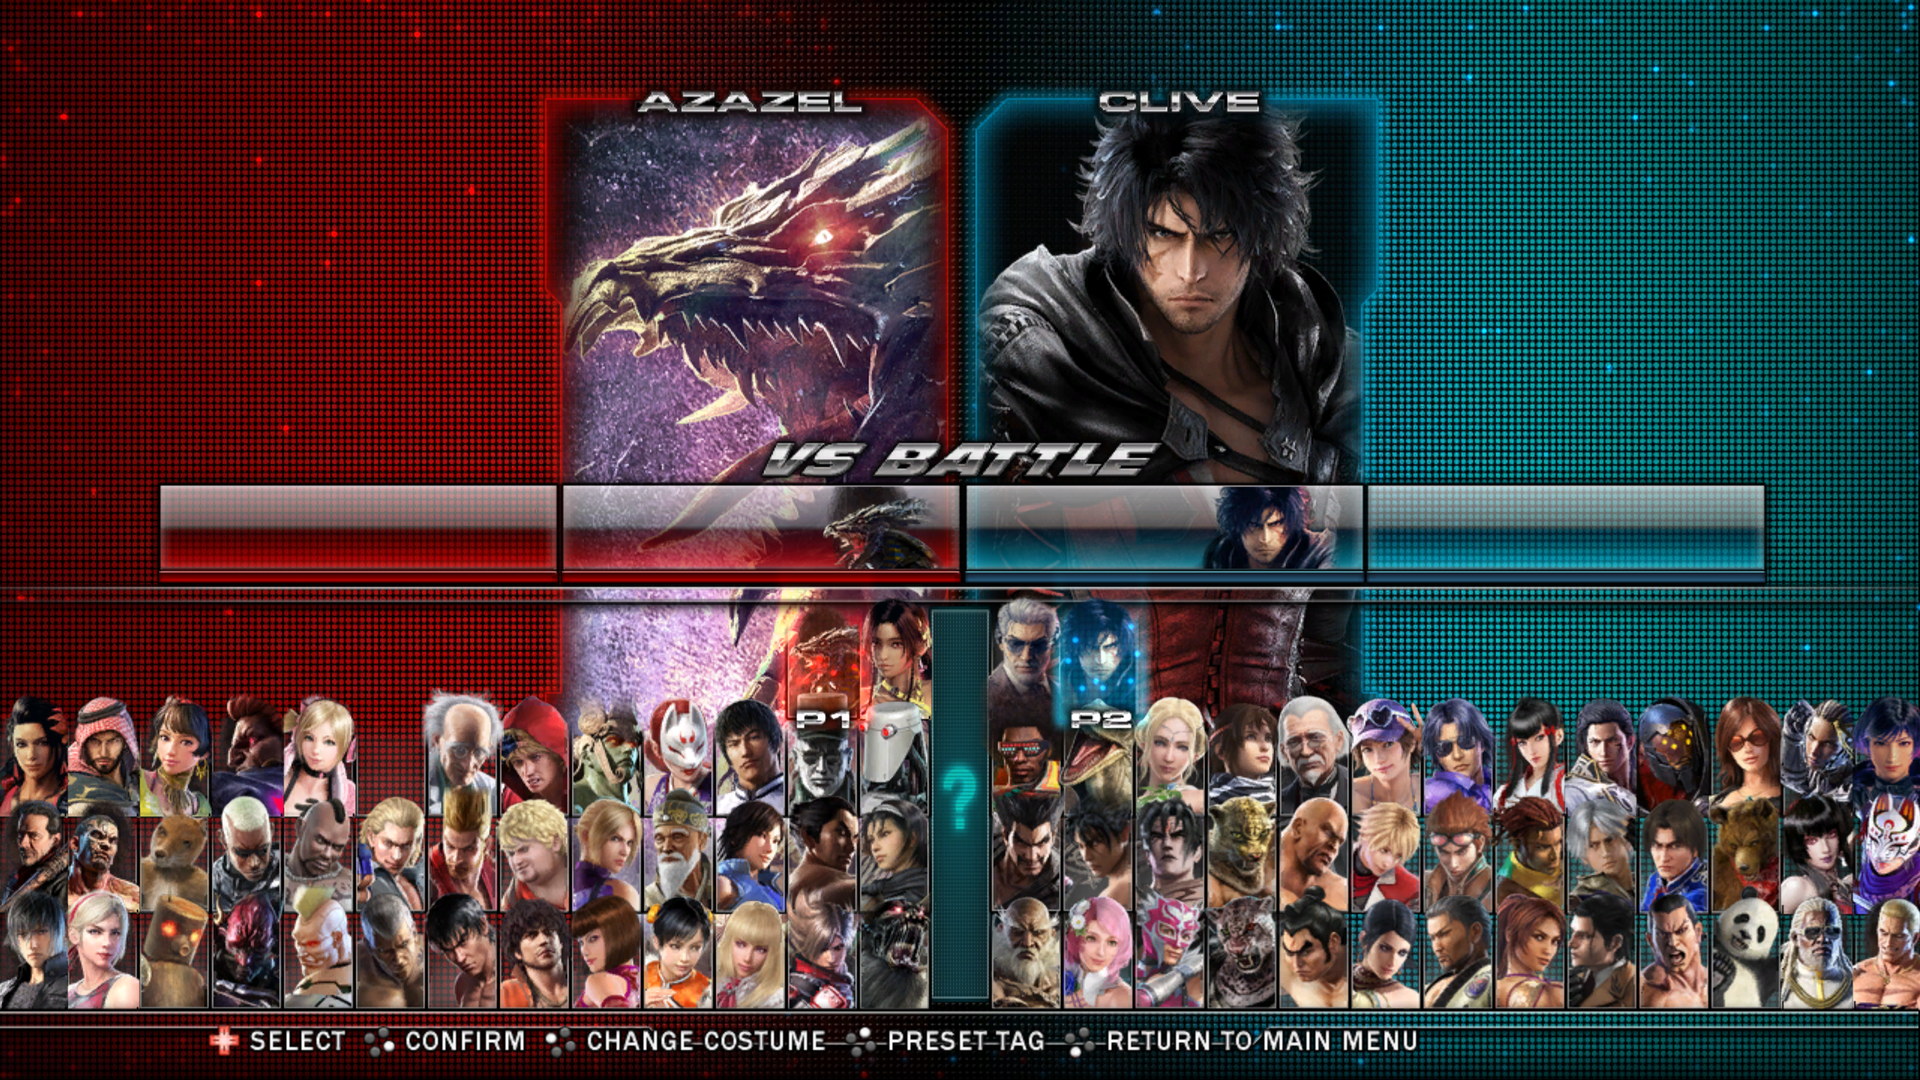 AZAZEL
CLIVE
VS BATTLE
P1
P2
?
SELECT CONFIRM CHANGE COSTUME PRESET TAG RETURN TO MAIN MENU